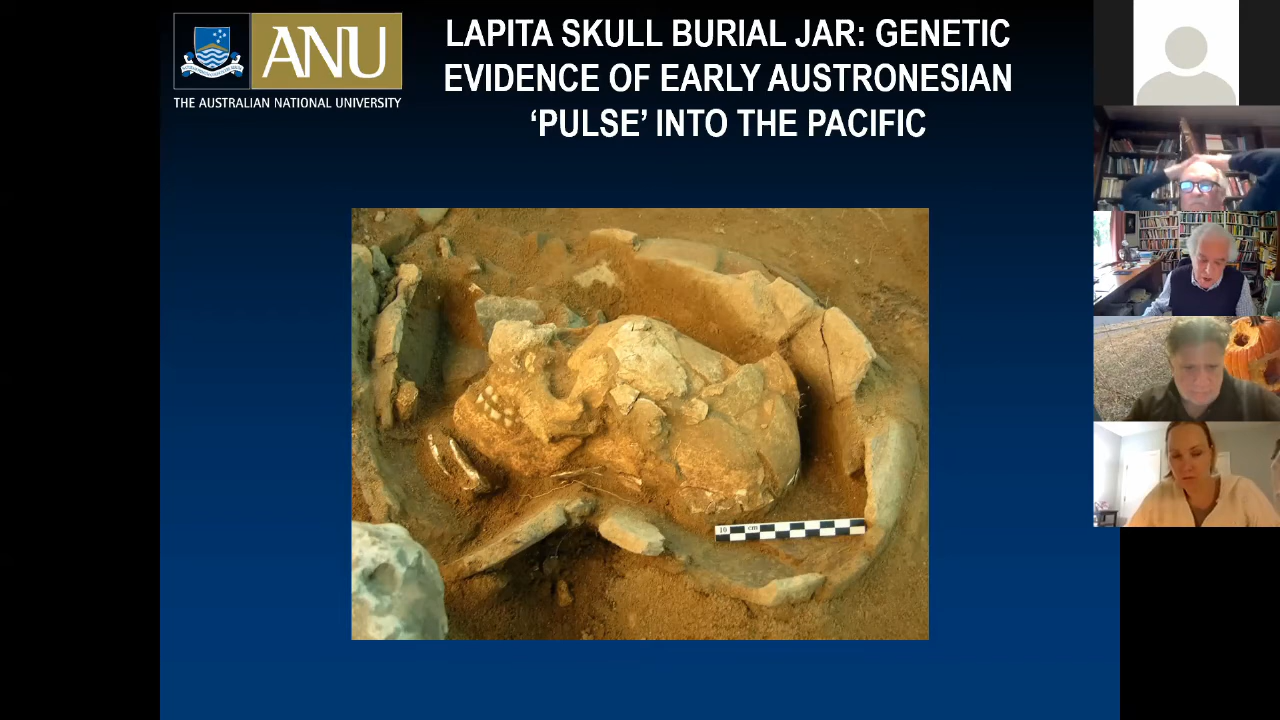 ANU
THE AUSTRALIAN NATIONAL UNIVERSITY
LAPITA SKULL BURIAL JAR: GENETIC
EVIDENCE OF EARLY AUSTRONESIAN
‘PULSE’ INTO THE PACIFIC
10 cm